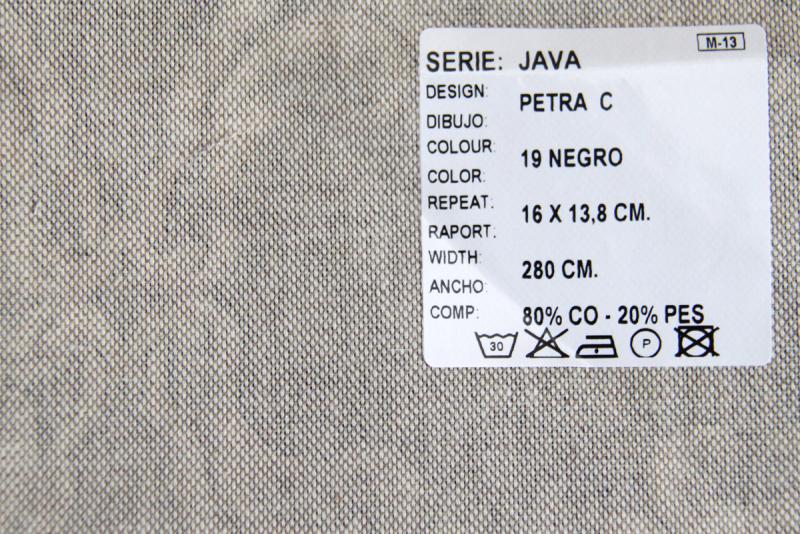 M-13
SERIE: JAVA
DESIGN:
PETRA C
DIBUJO:
COLOUR:
19 NEGRO
COLOR:
REPEAT:
16 X 13,8 CM.
RAPORT:
WIDTH:
280 CM.
ANCHO:
COMP: 80% CO - 20% PES
30 P